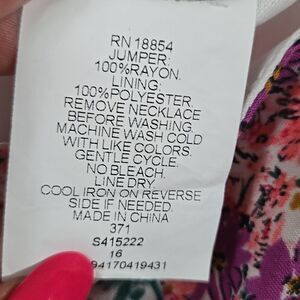 RN 18854
JUMPER:
100%RAYON.
LINING:
100%POLYESTER
REMOVE NECKLACE
BEFORE WASHING.
MACHINE WASH COLD
WITH LIKE COLORS.
GENTLE CYCLE.
NO BLEACH.
LINE DRY
COOL IRON ON REVERSE
SIDE IF NEEDED.
MADE IN CHINA
371
S415222
16
94170419431